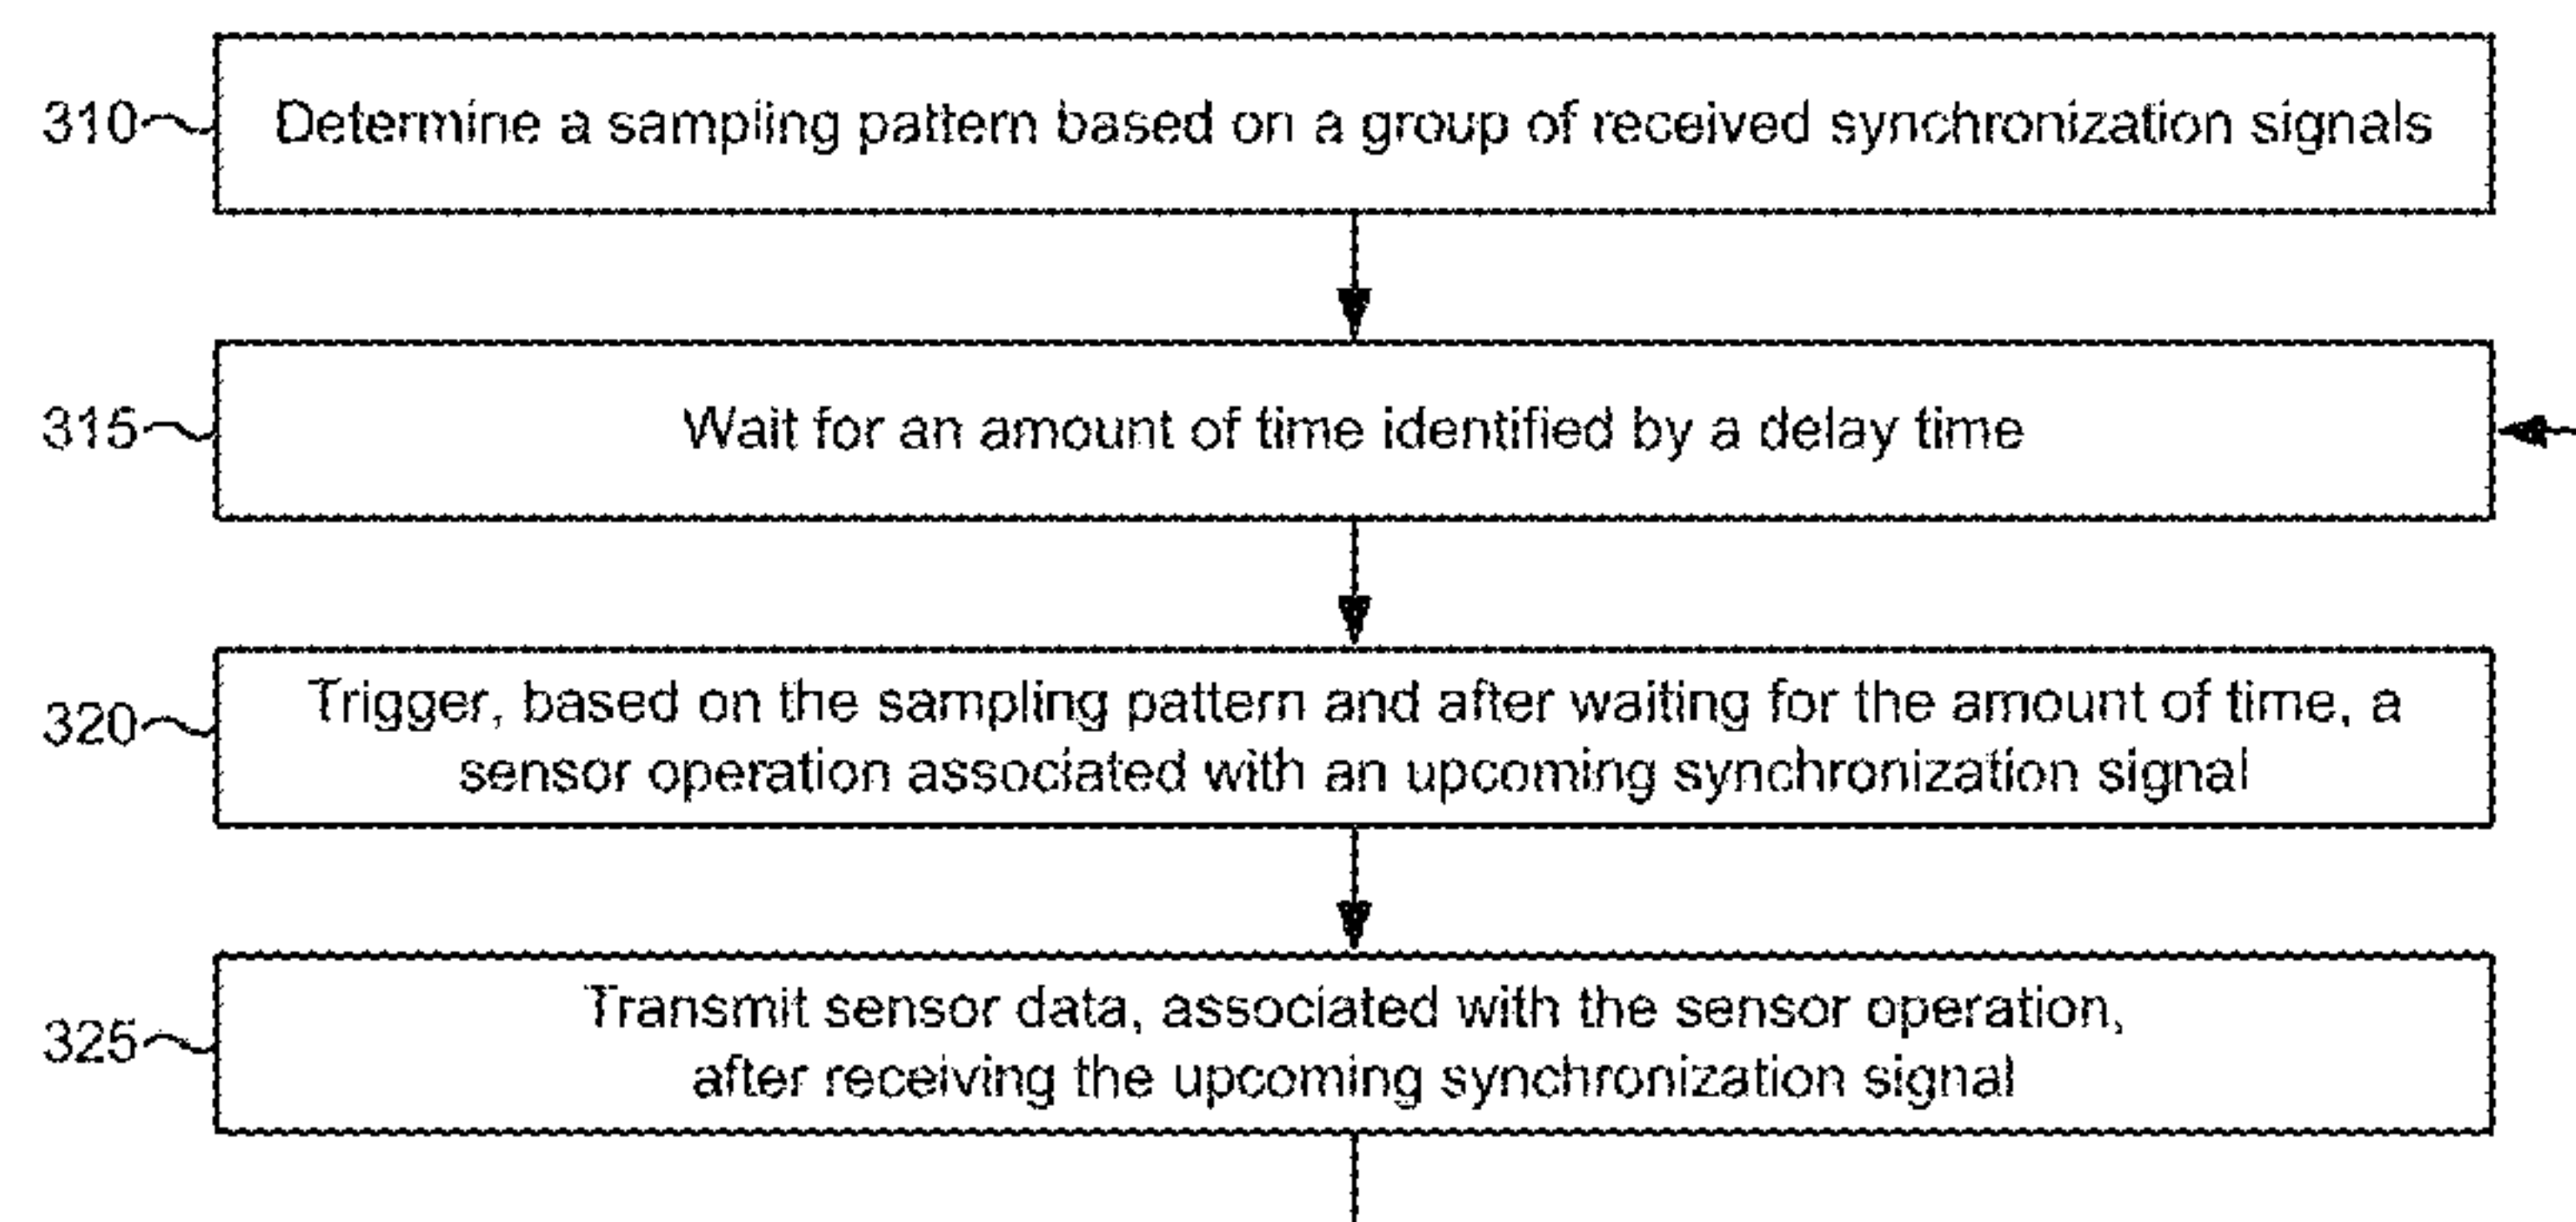 310
Determine a sampling pattern based on a group of received synchronization signals
315
Wait for an amount of time identified by a delay time
320
Trigger, based on the sampling pattern and after waiting for the amount of time, a
sensor operation associated with an upcoming synchronization signal
325
Transmit sensor data, associated with the sensor operation,
after receiving the upcoming synchronization signal